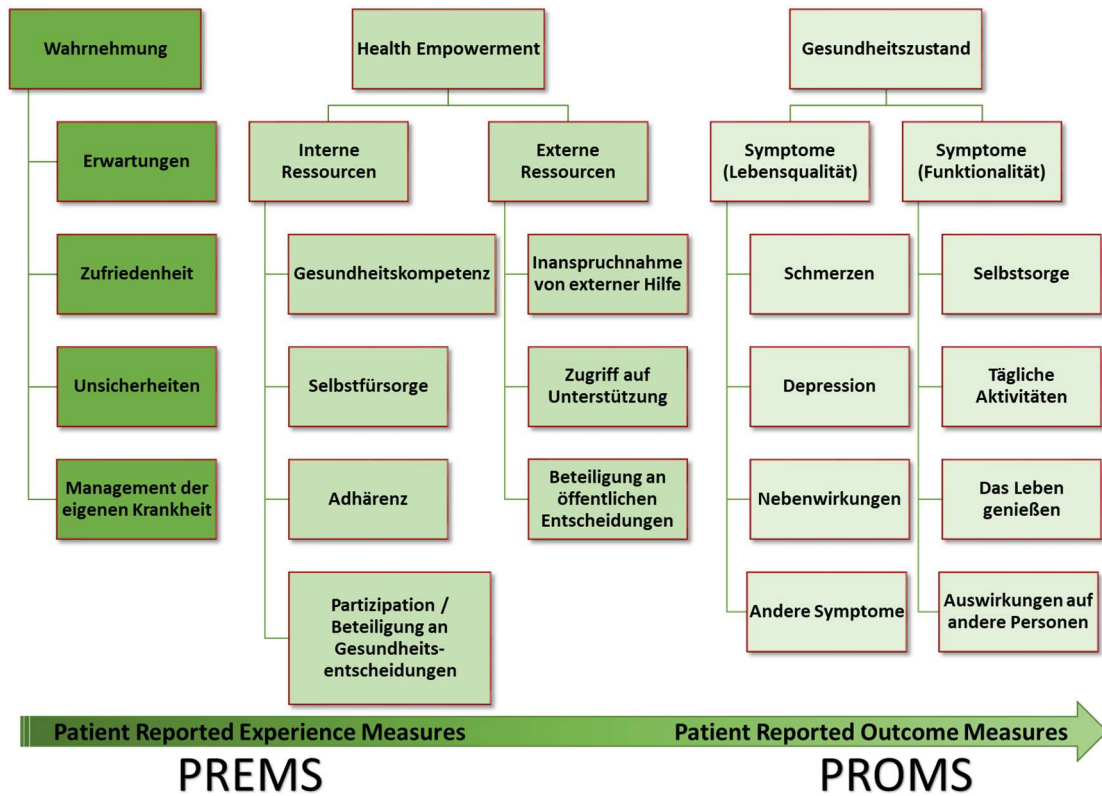 Wahrnehmung
Erwartungen
Zufriedenheit
Unsicherheiten
Management der
eigenen Krankheit
Health Empowerment
Interne
Ressourcen
Gesundheitskompetenz
Selbstfürsorge
Adhärenz
Partizipation /
Beteiligung an
Gesundheits-
entscheidungen
Externe
Ressourcen
Inanspruchnahme
von externer Hilfe
Zugriff auf
Unterstützung
Beteiligung an
öffentlichen
Entscheidungen
Gesundheitszustand
Symptome
(Lebensqualität)
Schmerzen
Depression
Nebenwirkungen
Andere Symptome
Symptome
(Funktionalität)
Selbstsorge
Tägliche
Aktivitäten
Das Leben
genießen
Auswirkungen auf
andere Personen
Patient Reported Experience Measures
Patient Reported Outcome Measures
PREMS
PROMS